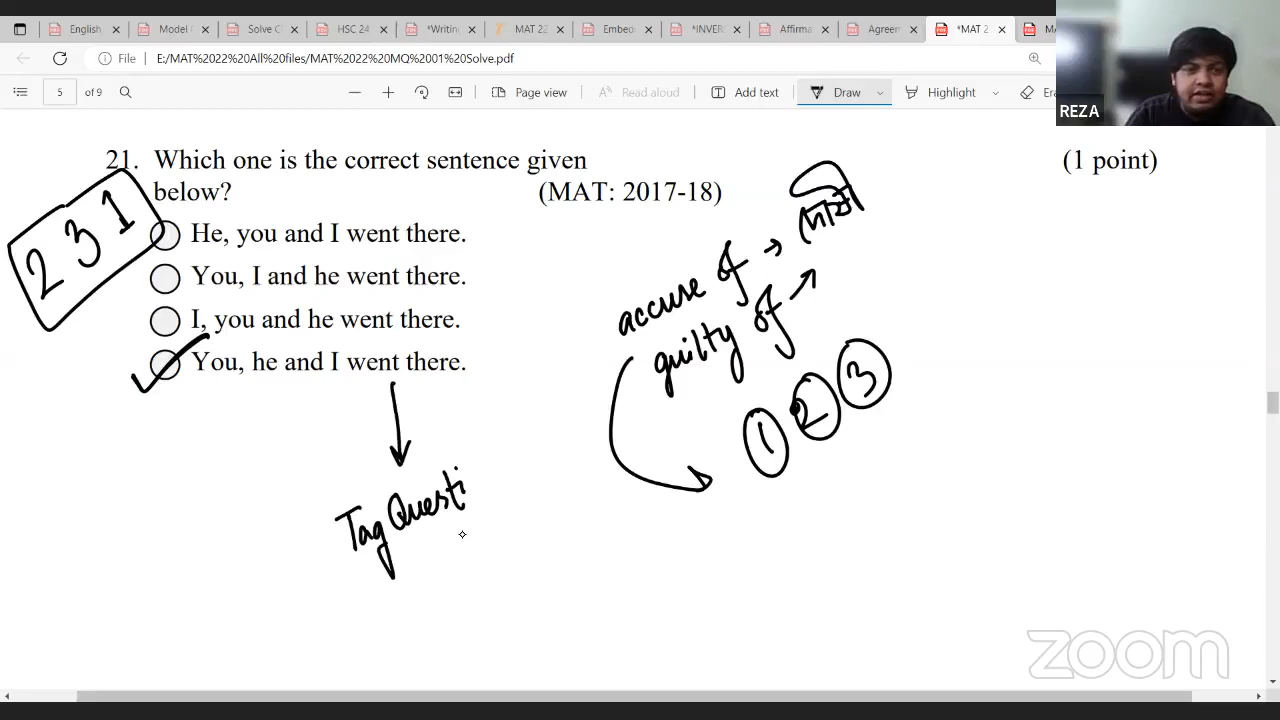 English
Model
Solve C
HSC 24
*Writing
MAT 22
Embed
*INVER
Affirma
Agreem
*MAT 2
File
E:/MAT%2022%20All%20files/MAT%2022%20MQ%2001%20Solve.pdf
5 of 9
Page view
Read aloud
Add text
Draw
Highlight
Era
REZA
21. Which one is the correct sentence given (1 point)
below? (MAT: 2017-18)
He, you and I went there.
You, I and he went there.
I, you and he went there.
You, he and I went there.
2 3 1
accuse of →
guilty of →
1 2 3
Tag Questi
zoom